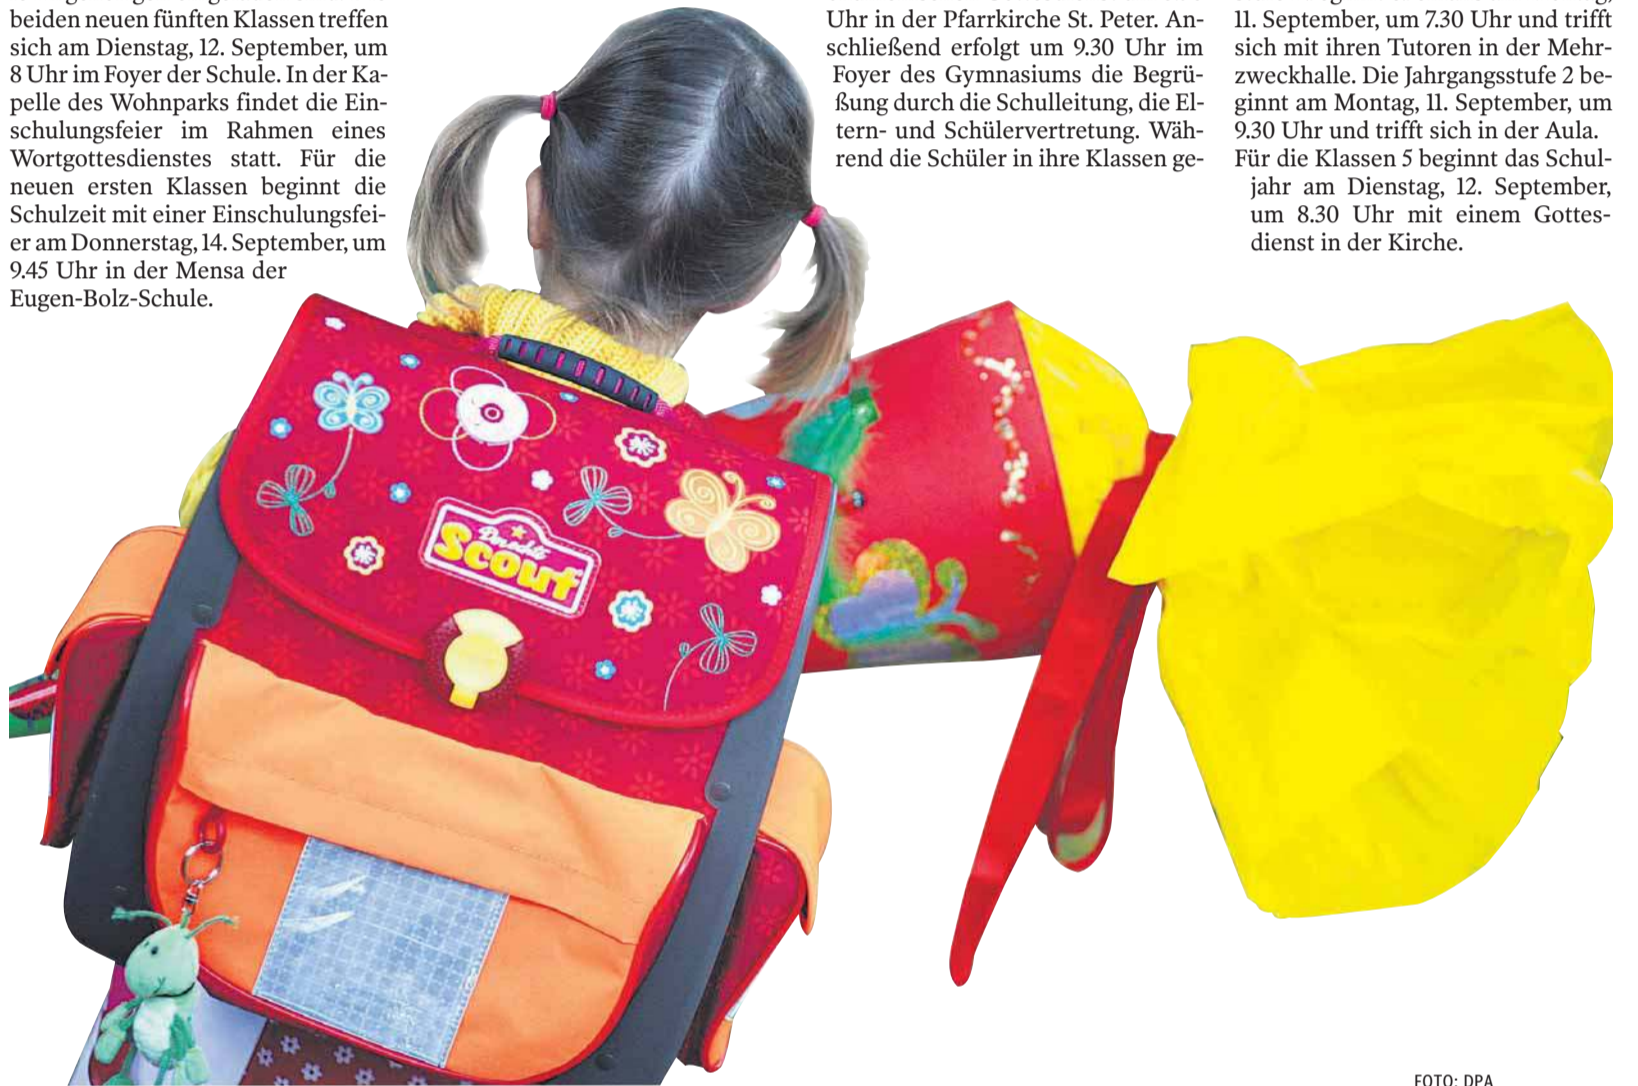 beiden neuen fünften Klassen treffen
sich am Dienstag, 12. September, um
8 Uhr im Foyer der Schule. In der Ka-
pelle des Wohnparks findet die Ein-
schulungsfeier im Rahmen eines
Wortgottesdienstes statt. Für die
neuen ersten Klassen beginnt die
Schulzeit mit einer Einschulungsfei-
er am Donnerstag, 14. September, um
9.45 Uhr in der Mensa der
Eugen-Bolz-Schule.
Uhr in der Pfarrkirche St. Peter. An-
schließend erfolgt um 9.30 Uhr im
Foyer des Gymnasiums die Begrü-
ßung durch die Schulleitung, die El-
tern- und Schülervertretung. Wäh-
rend die Schüler in ihre Klassen ge-
11. September, um 7.30 Uhr und trifft
sich mit ihren Tutoren in der Mehr-
zweckhalle. Die Jahrgangsstufe 2 be-
ginnt am Montag, 11. September, um
9.30 Uhr und trifft sich in der Aula.
Für die Klassen 5 beginnt das Schul-
jahr am Dienstag, 12. September,
um 8.30 Uhr mit einem Gottes-
dienst in der Kirche.
Der echte
Scout
FOTO: DPA